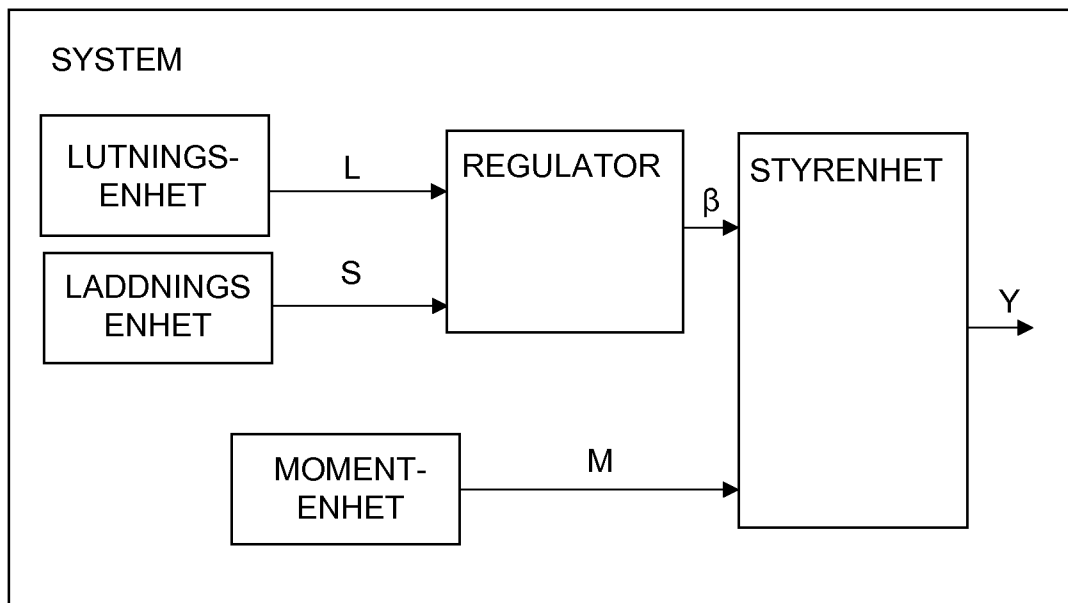 SYSTEM
LUTNINGS-
ENHET
L
REGULATOR
β
STYRENHET
LADDNINGS
ENHET
S
Y
MOMENT-
ENHET
M